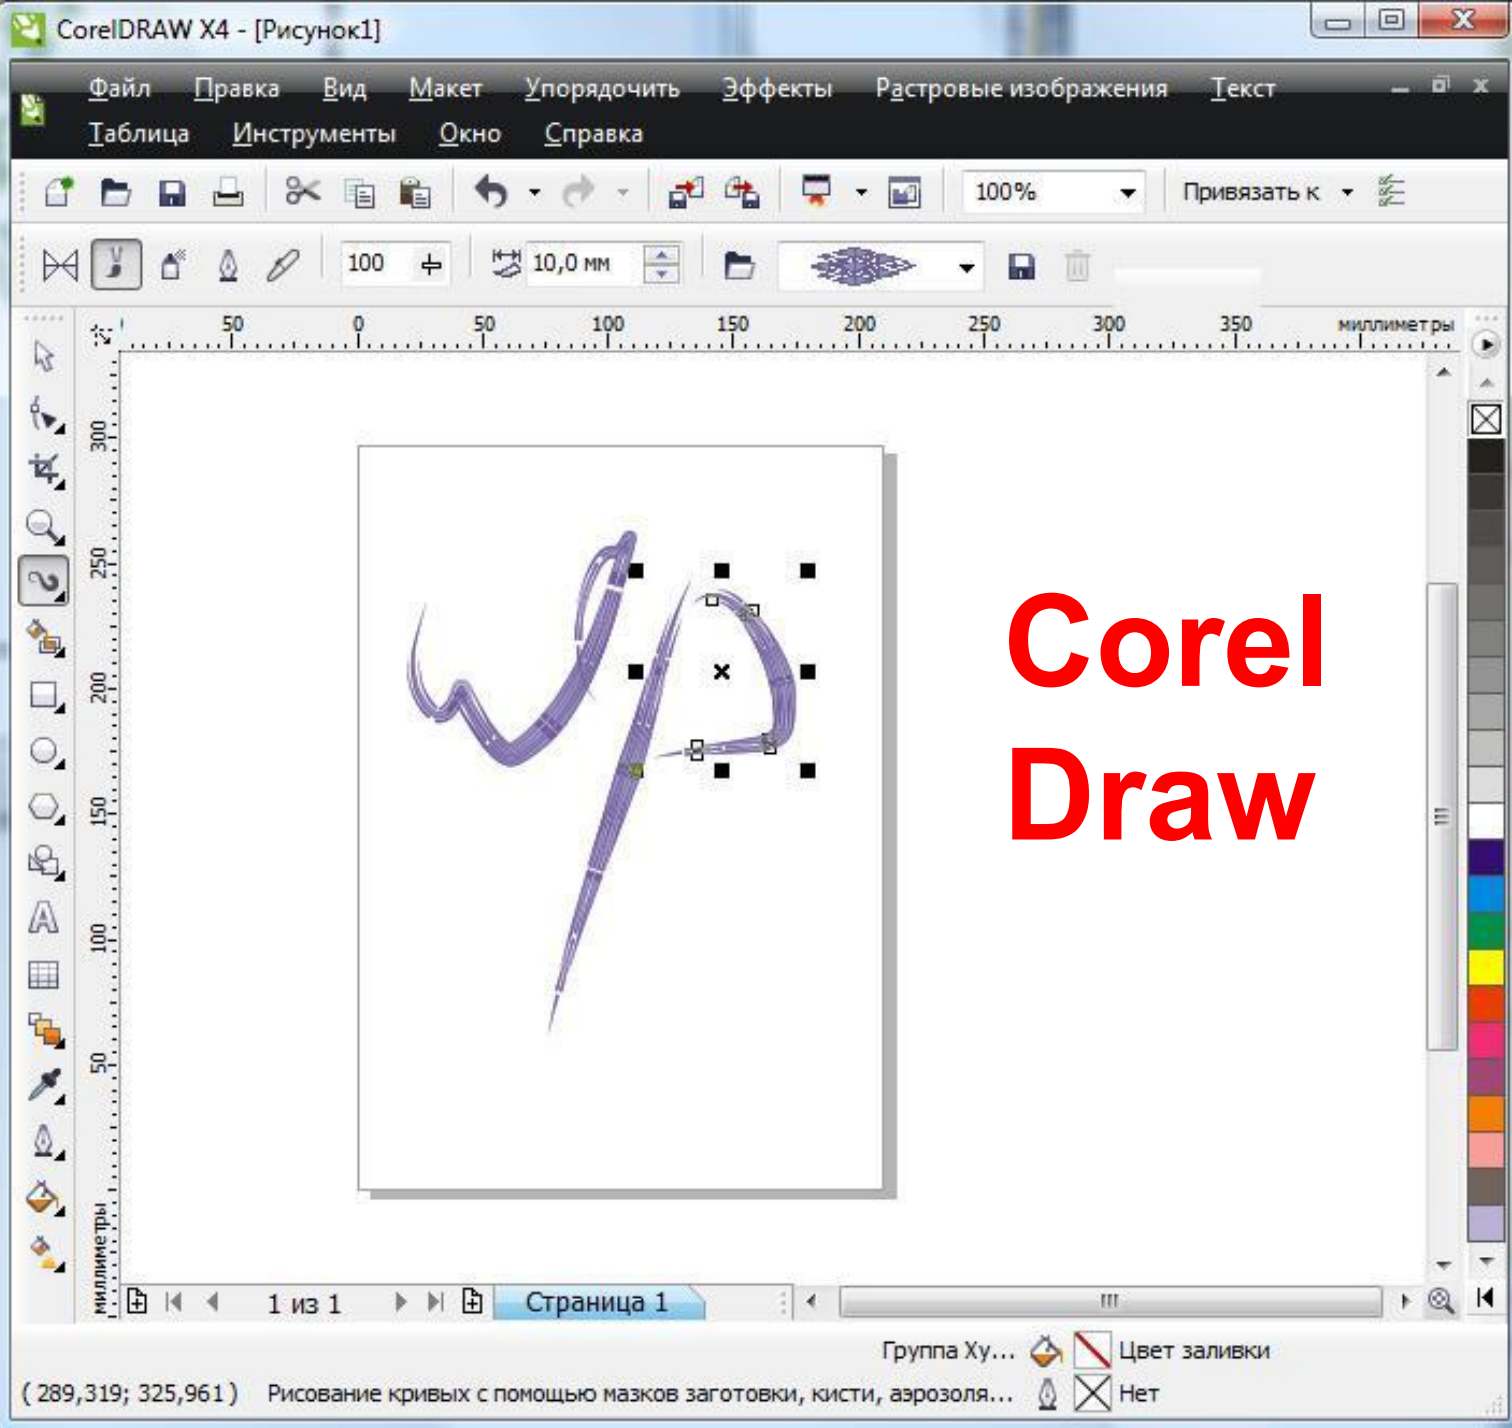 CorelDRAW X4 - [Рисунок1]
Файл Правка Вид Макет Упорядочить Эффекты Растровые изображения Текст
Таблица Инструменты Окно Справка
100% Привязать к
100 10,0 мм
50 0 50 100 150 200 250 300 350 миллиметры
300
250
200
150
100
50
миллиметры
Corel
Draw
1 из 1 Страница 1
Группа Ху... Цвет заливки
( 289,319; 325,961 ) Рисование кривых с помощью мазков заготовки, кисти, аэрозоля... Нет